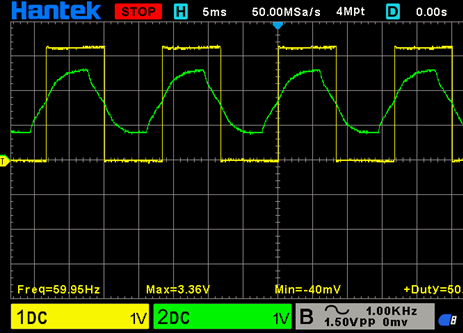 Hantek STOP H 5ms 50.00MSa/s 4Mpt D 0.00s
T
Freq=59.95Hz Max=3.36V Min=-40mV +Duty=50.
1DC 1V 2DC 1V B 1.00KHz
1.50Vpp 0mv